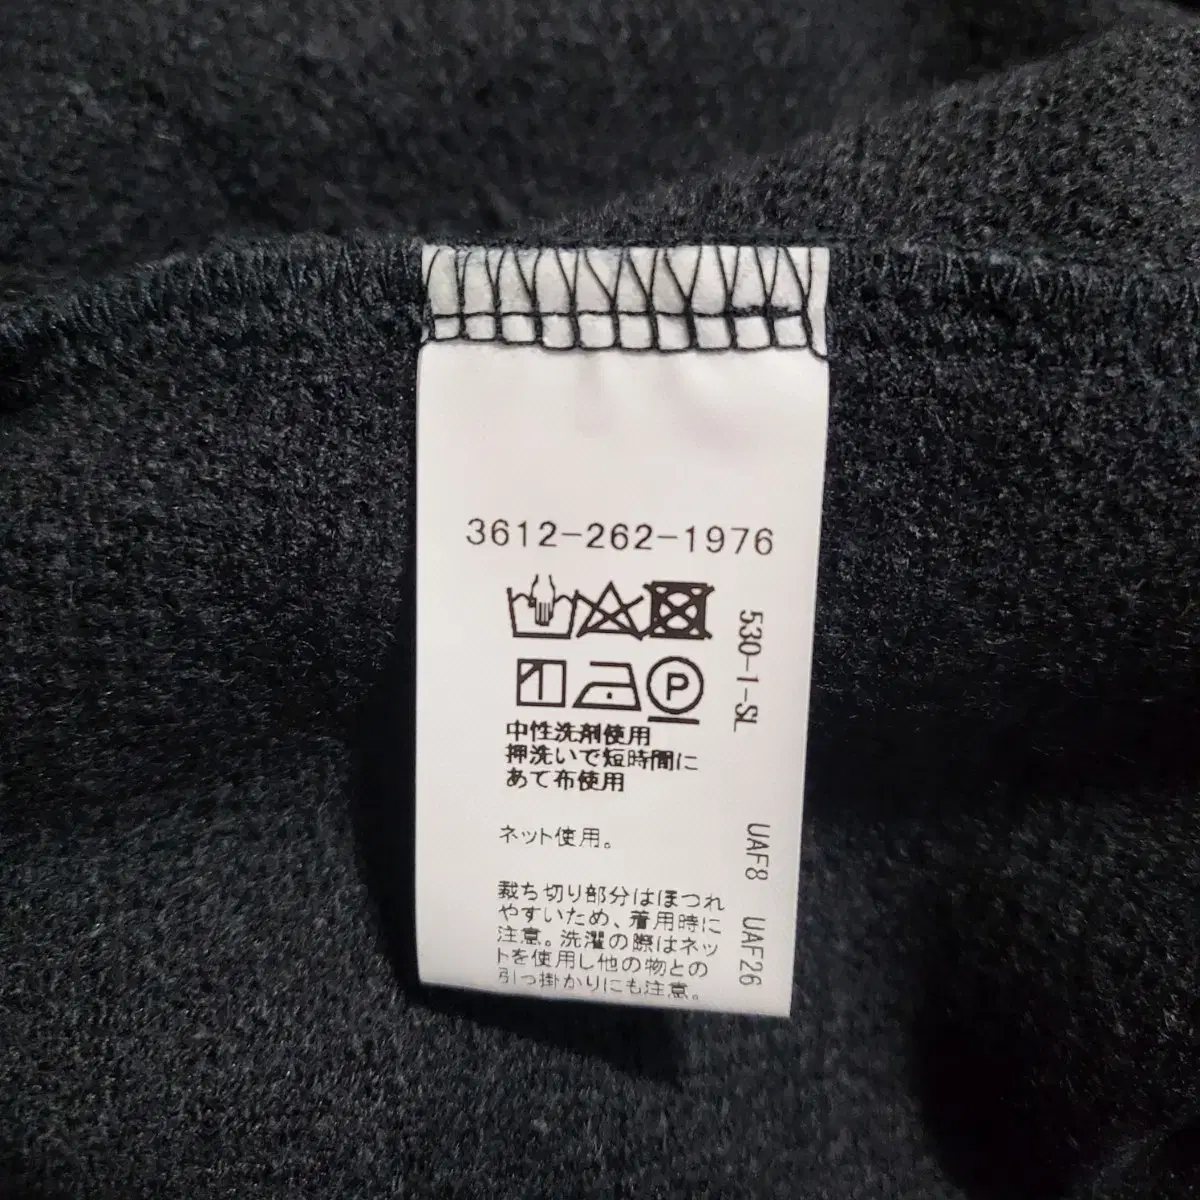 3612-262-1976
P
中性洗剤使用
押洗いで短時間に
あて布使用
ネット使用。
裁ち切り部分はほつれ
やすいため、着用時に
注意。洗濯の際はネッ
トを使用し他の物との
引っ掛かりにも注意。
530-1-SL
UAF8 UAF26